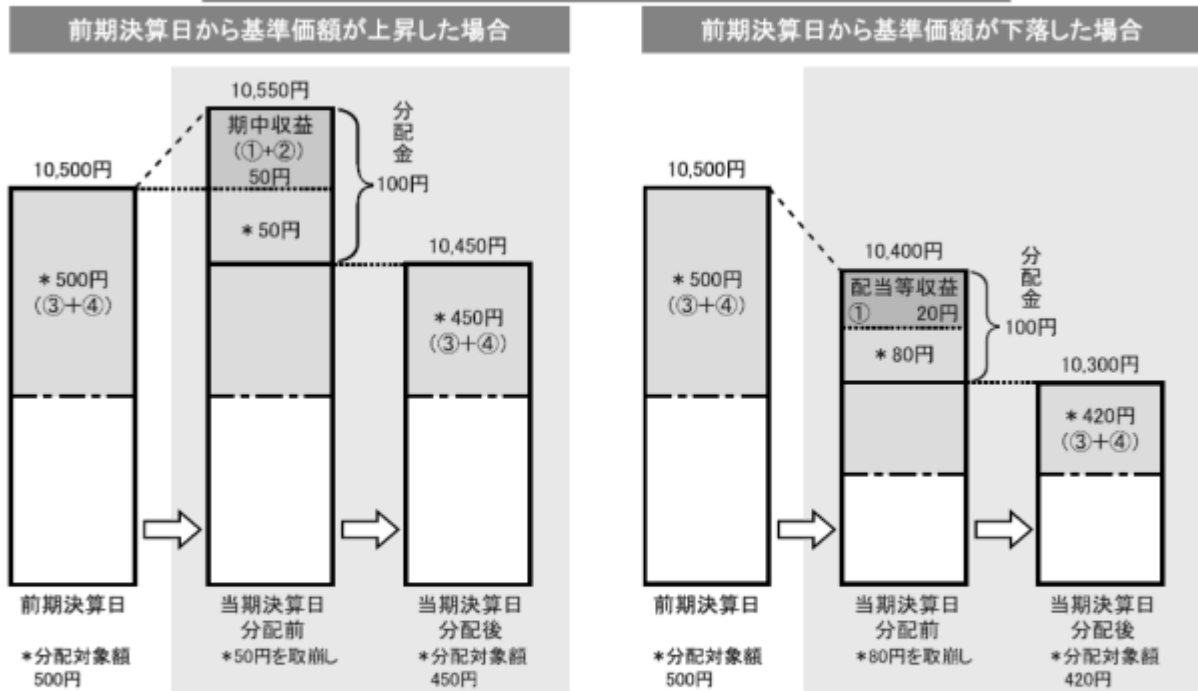 前期決算日から基準価額が上昇した場合
10,550円
期中収益
(①+②)
50円
*50円
分配金
100円
10,500円
*500円
(③+④)
10,450円
*450円
(③+④)
前期決算日
*分配対象額
500円
当期決算日
分配前
*50円を取崩し
当期決算日
分配後
*分配対象額
450円
前期決算日から基準価額が下落した場合
10,500円
*500円
(③+④)
10,400円
配当等収益
① 20円
*80円
分配金
100円
10,300円
*420円
(③+④)
前期決算日
*分配対象額
500円
当期決算日
分配前
*80円を取崩し
当期決算日
分配後
*分配対象額
420円